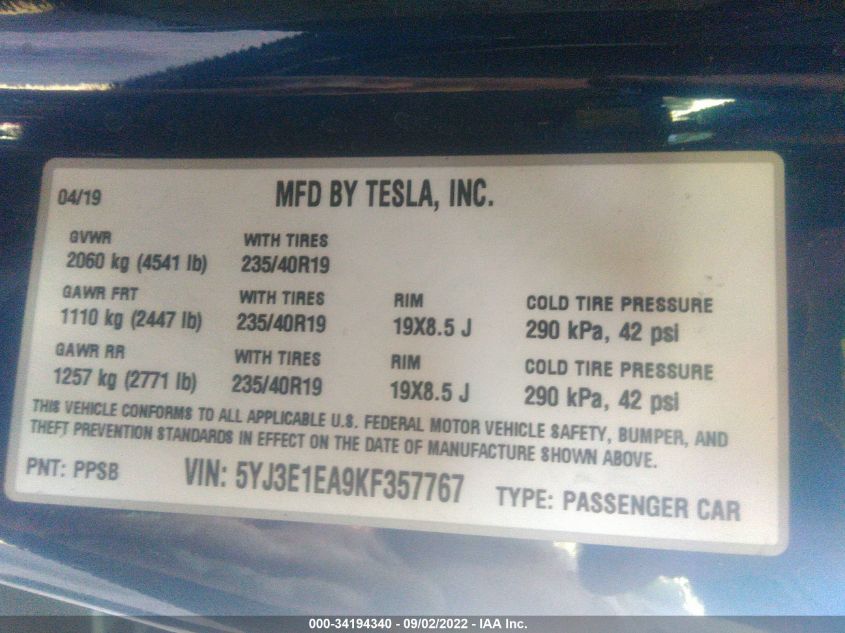 04/19 MFD BY TESLA, INC.
GVWR WITH TIRES
2060 kg (4541 lb) 235/40R19
GAWR FRT WITH TIRES RIM COLD TIRE PRESSURE
1110 kg (2447 lb) 235/40R19 19X8.5 J 290 kPa, 42 psi
GAWR RR WITH TIRES RIM COLD TIRE PRESSURE
1257 kg (2771 lb) 235/40R19 19X8.5 J 290 kPa, 42 psi
THIS VEHICLE CONFORMS TO ALL APPLICABLE U.S. FEDERAL MOTOR VEHICLE SAFETY, BUMPER, AND
THEFT PREVENTION STANDARDS IN EFFECT ON THE DATE OF MANUFACTURE SHOWN ABOVE.
PNT: PPSB VIN: 5YJ3E1EA9KF357767 TYPE: PASSENGER CAR
000-34194340 - 09/02/2022 - IAA Inc.